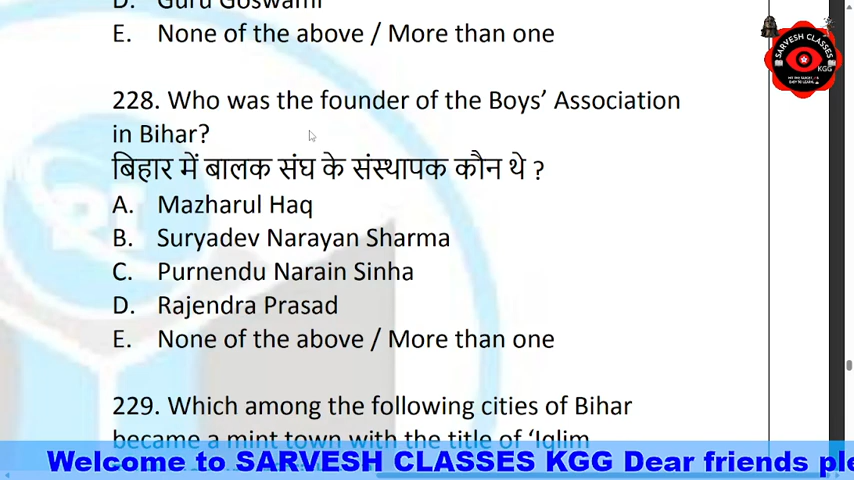 D. Guru Goswami
E. None of the above / More than one
SARVESH CLASSES
KGG
228. Who was the founder of the Boys’ Association
in Bihar?
बिहार में बालक संघ के संस्थापक कौन थे ?
A. Mazharul Haq
B. Suryadev Narayan Sharma
C. Purnendu Narain Sinha
D. Rajendra Prasad
E. None of the above / More than one
229. Which among the following cities of Bihar
became a mint town with the title of ‘Iqlim
Welcome to SARVESH CLASSES KGG Dear friends ple